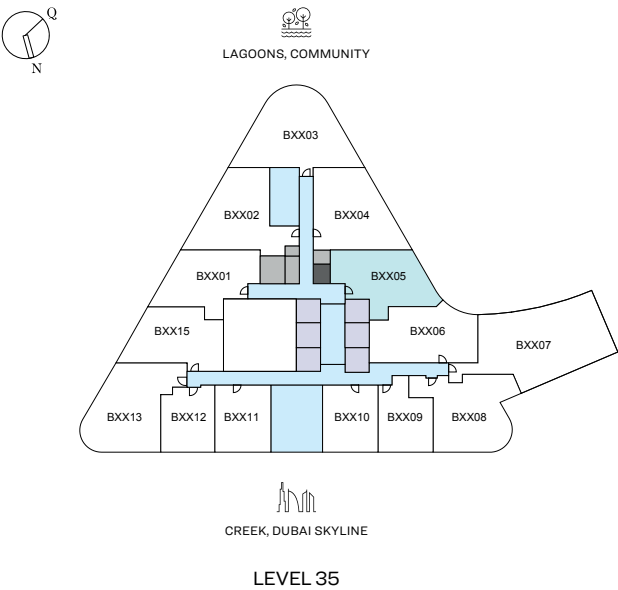 Q
N
LAGOONS, COMMUNITY
BXX03
BXX02
BXX04
BXX01
BXX05
BXX15
BXX06
BXX07
BXX13
BXX12
BXX11
BXX10
BXX09
BXX08
CREEK, DUBAI SKYLINE
LEVEL 35